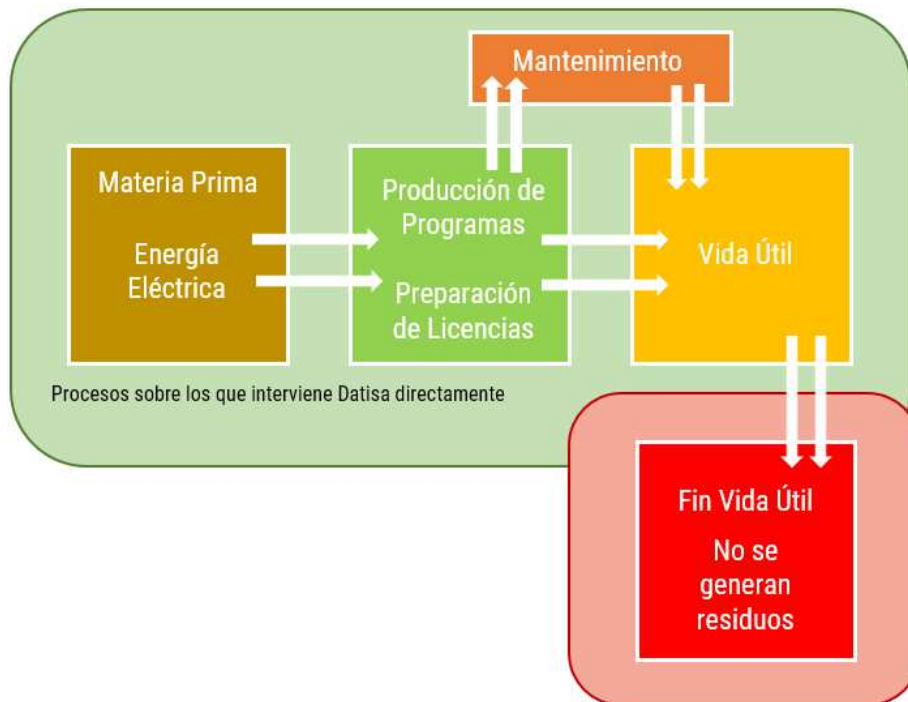 Mantenimiento
Materia Prima
Energía
Eléctrica
Producción de
Programas
Preparación
de Licencias
Vida Útil
Procesos sobre los que interviene Datisa directamente
Fin Vida Útil
No se
generan
residuos